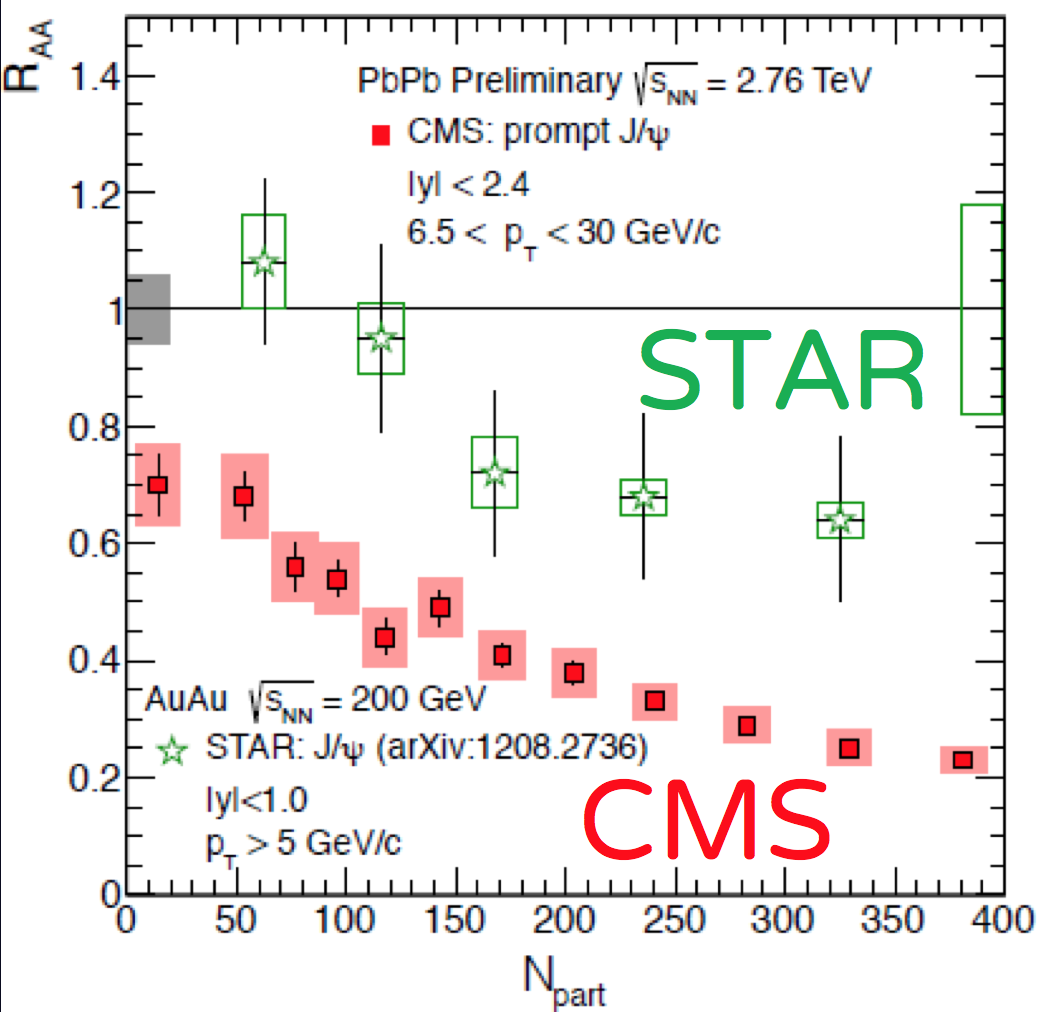 R_AA
1.4
1.2
1
0.8
0.6
0.4
0.2
0
PbPb Preliminary √s_NN = 2.76 TeV
CMS: prompt J/ψ
|y| < 2.4
6.5 < p_T < 30 GeV/c
STAR
AuAu √s_NN = 200 GeV
STAR: J/ψ (arXiv:1208.2736)
|y|<1.0
p_T > 5 GeV/c
CMS
0 50 100 150 200 250 300 350 400
N_part